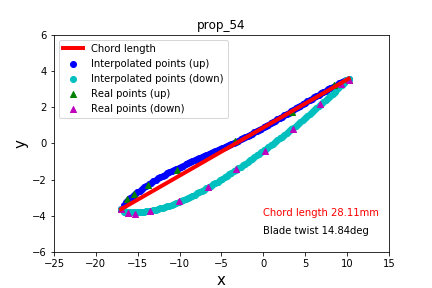 prop_54
Chord length
Interpolated points (up)
Interpolated points (down)
Real points (up)
Real points (down)
6
4
2
0
−2
−4
−6
y
Chord length 28.11mm
Blade twist 14.84deg
−25 −20 −15 −10 −5 0 5 10 15
x